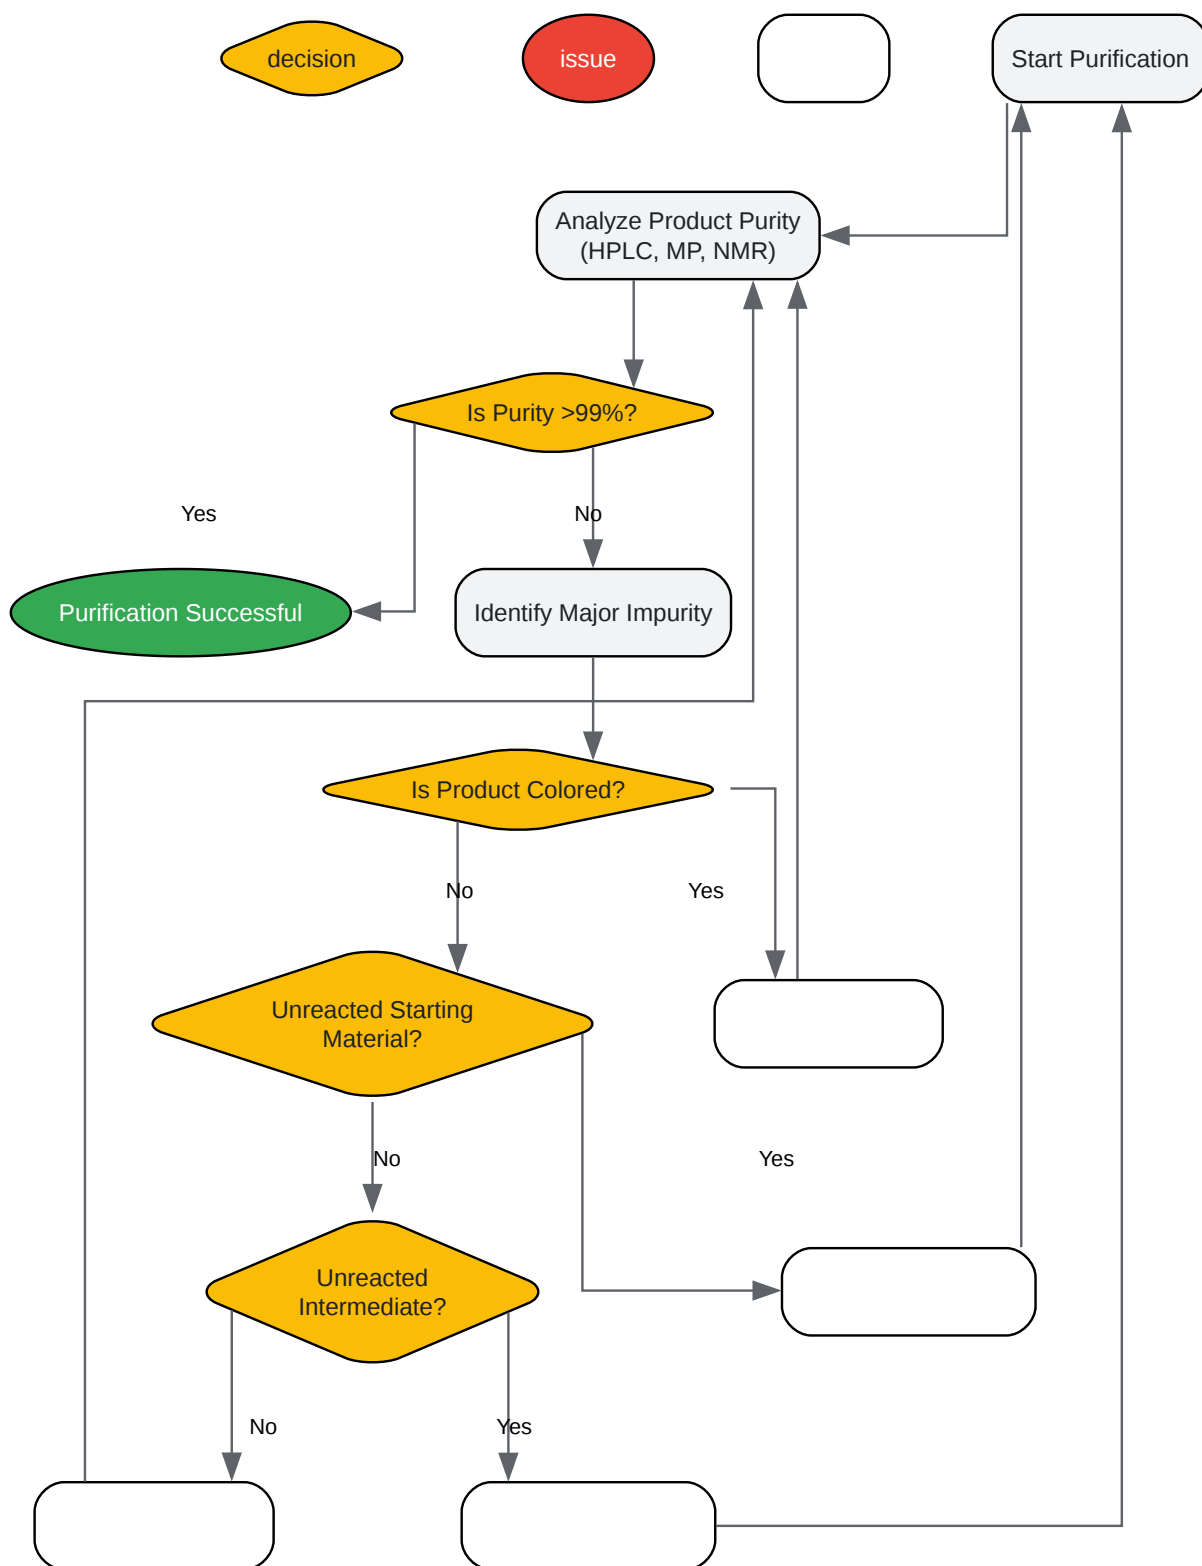 decision
issue
Start Purification
Analyze Product Purity
(HPLC, MP, NMR)
Is Purity >99%?
Yes
No
Purification Successful
Identify Major Impurity
Is Product Colored?
No
Yes
Unreacted Starting
Material?
No
Yes
Unreacted
Intermediate?
No
Yes